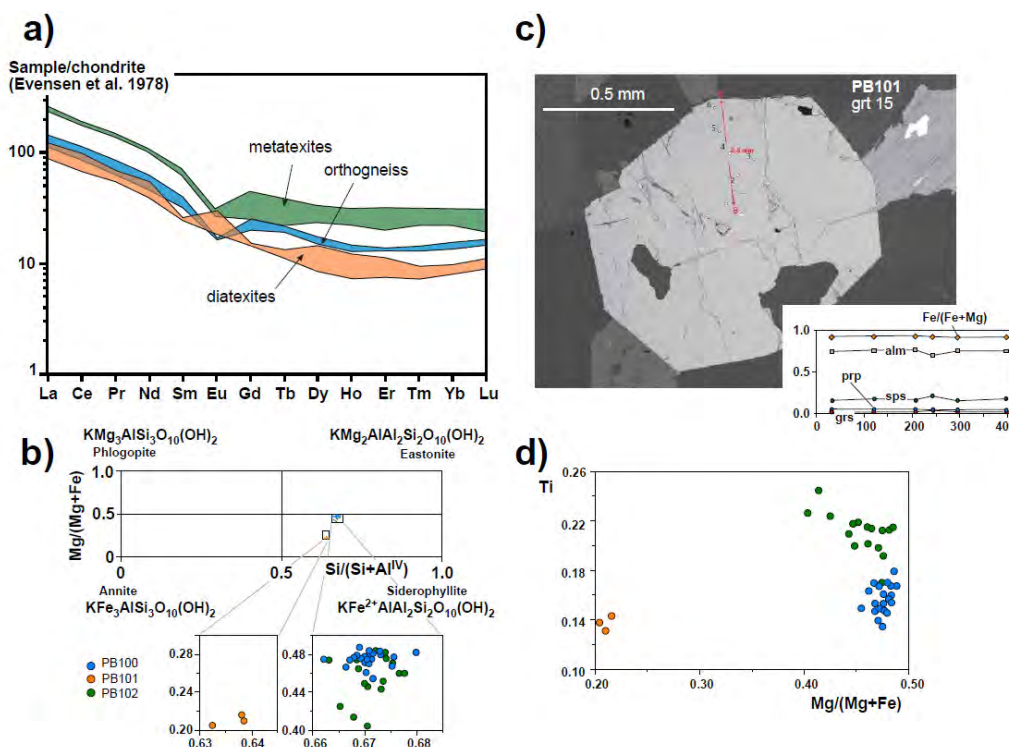 a)
Sample/chondrite
(Evensen et al. 1978)
100
10
1
metatexites
orthogneiss
diatexites
La Ce Pr Nd Sm Eu Gd Tb Dy Ho Er Tm Yb Lu
c)
0.5 mm
PB101
grt 15
Fe/(Fe+Mg)
1.0
alm
0.5
prp
sps
grs
0.0
0 100 200 300 40
b)
KMg3AlSi3O10(OH)2
Phlogopite
KMg2AlAl2Si2O10(OH)2
Eastonite
Mg/(Mg+Fe)
1.0
0.5
0
0 0.5 1.0
Si/(Si+AlIV)
Annite
KFe3AlSi3O10(OH)2
Siderophyllite
KFe2+AlAl2Si2O10(OH)2
PB100
PB101
PB102
0.28
0.24
0.20
0.63 0.64
0.48
0.44
0.40
0.66 0.67 0.68
d)
Ti
0.26
0.22
0.18
0.14
0.10
0.20 0.30 0.40 0.50
Mg/(Mg+Fe)